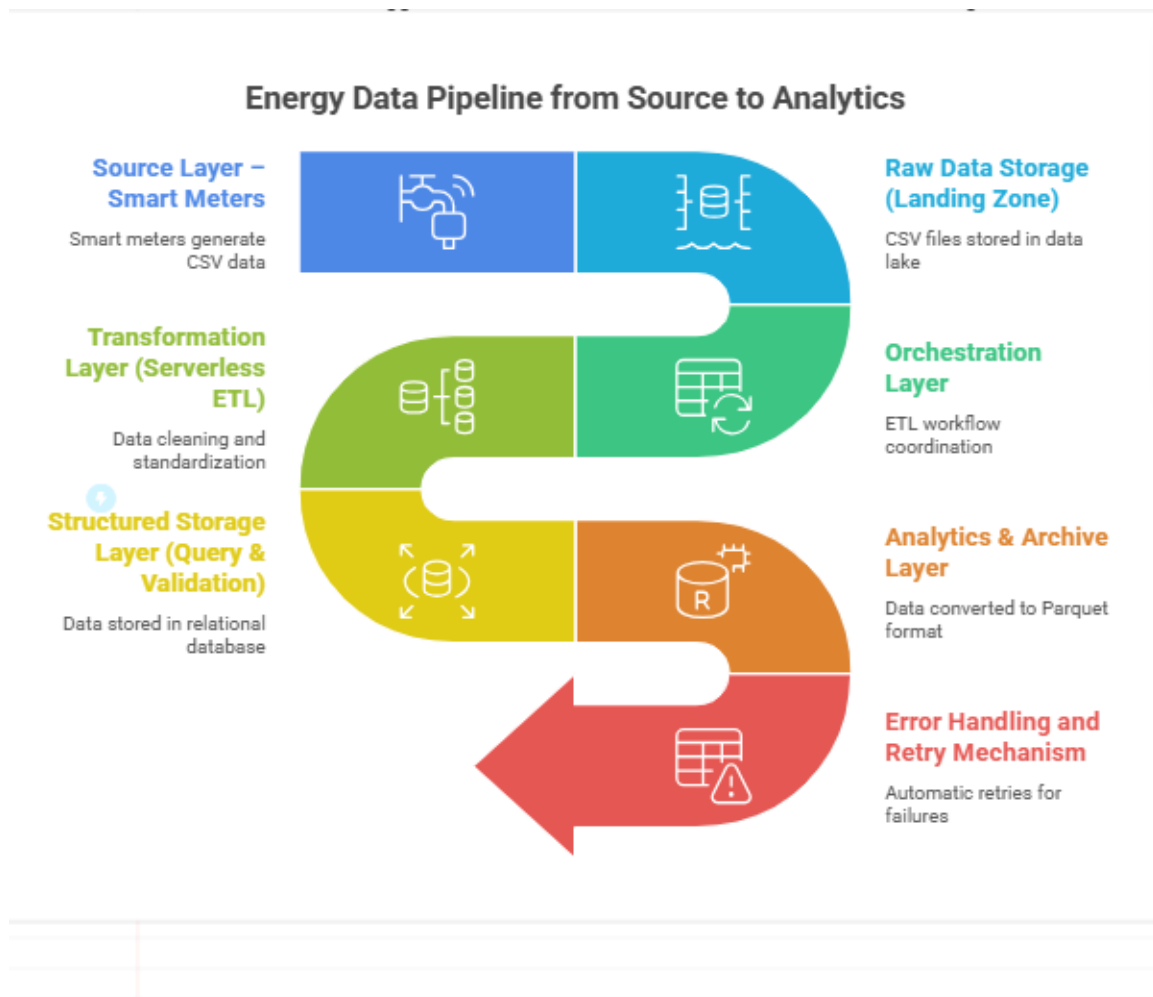 Energy Data Pipeline from Source to Analytics
Source Layer –
Smart Meters
Smart meters generate
CSV data
Raw Data Storage
(Landing Zone)
CSV files stored in data
lake
Transformation
Layer (Serverless
ETL)
Data cleaning and
standardization
Orchestration
Layer
ETL workflow
coordination
Structured Storage
Layer (Query &
Validation)
Data stored in relational
database
Analytics & Archive
Layer
Data converted to Parquet
format
R
Error Handling and
Retry Mechanism
Automatic retries for
failures